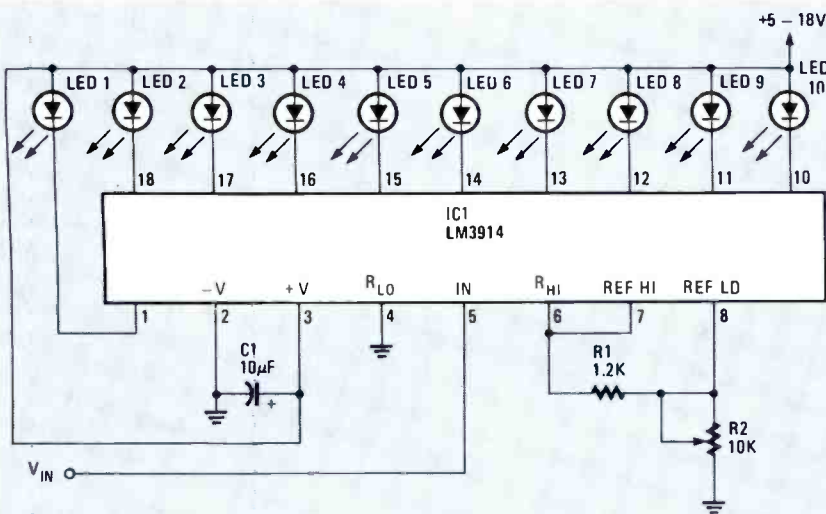 +5 – 18V
LED 1 LED 2 LED 3 LED 4 LED 5 LED 6 LED 7 LED 8 LED 9 LED 10
18 17 16 15 14 13 12 11 10
IC1
LM3914
–V +V RLO IN RHI REF HI REF LD
1 2 3 4 5 6 7 8
C1
10µF
+
R1
1.2K
R2
10K
VIN